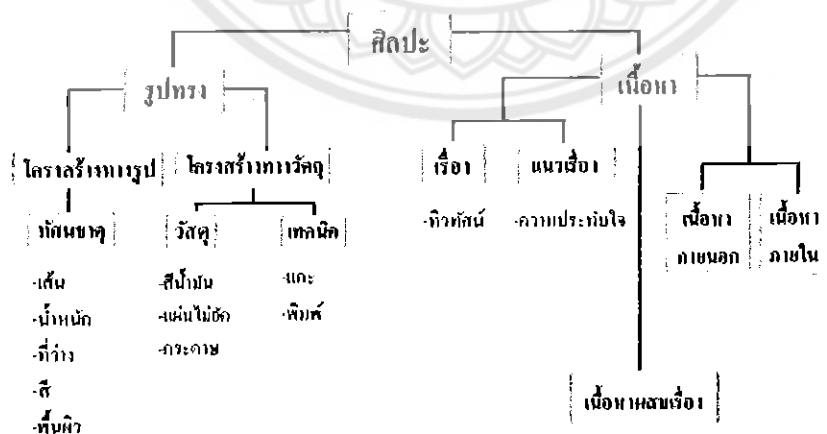 ศิลปะ
รูปทรง
เนื้อหา
โครงสร้างทางรูป
โครงสร้างทางวัตถุ
เรื่อง
แนวเรื่อง
ทัศนธาตุ
วัสดุ
เทคนิค
-ทิวทัศน์
-ความประทับใจ
เนื้อหา
ภายนอก
เนื้อหา
ภายใน
-เส้น
-น้ำหนัก
-ที่ว่าง
-สี
-พื้นผิว
-สีน้ำมัน
-แผ่นไม้อัด
-กระดาษ
-แกะ
-พิมพ์
เนื้อหาผสมเรื่อง